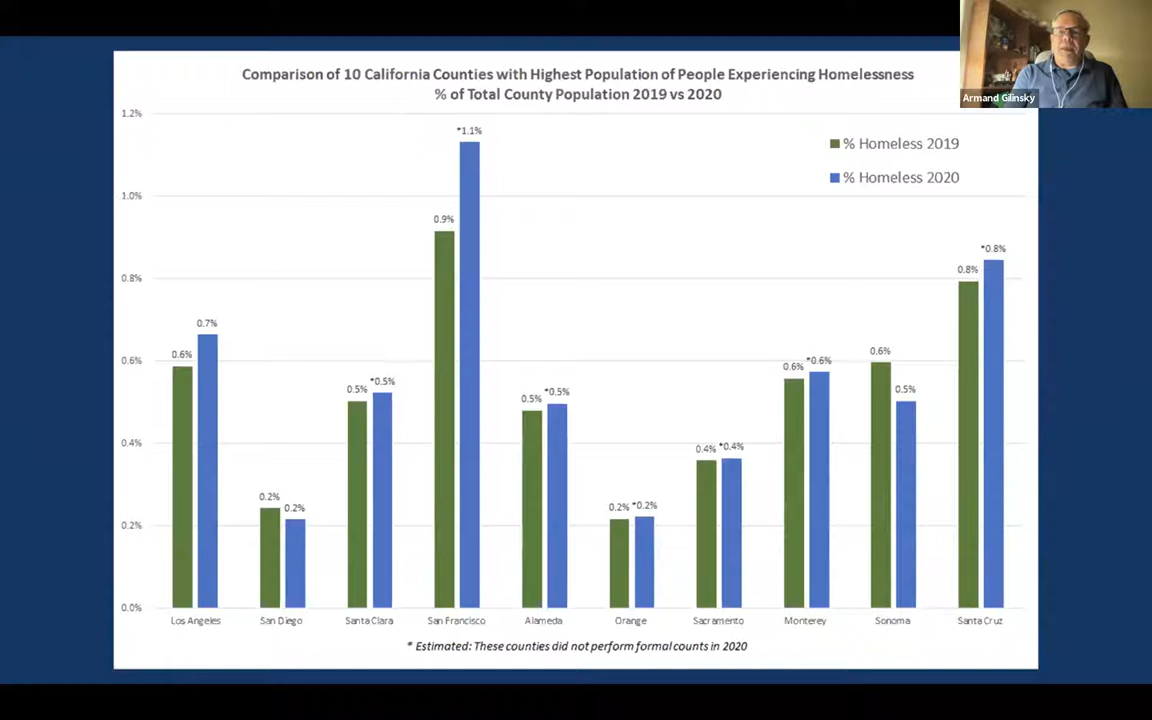 Comparison of 10 California Counties with Highest Population of People Experiencing Homelessness
% of Total County Population 2019 vs 2020
Armand Gilinsky
% Homeless 2019
% Homeless 2020
1.2%
1.0%
0.8%
0.6%
0.4%
0.2%
0.0%
0.6%
0.7%
0.2%
0.2%
0.5%
*0.5%
0.9%
*1.1%
0.5%
*0.5%
0.2%
*0.2%
0.4%
*0.4%
0.6%
*0.6%
0.6%
0.5%
0.8%
*0.8%
Los Angeles
San Diego
Santa Clara
San Francisco
Alameda
Orange
Sacramento
Monterey
Sonoma
Santa Cruz
* Estimated: These counties did not perform formal counts in 2020